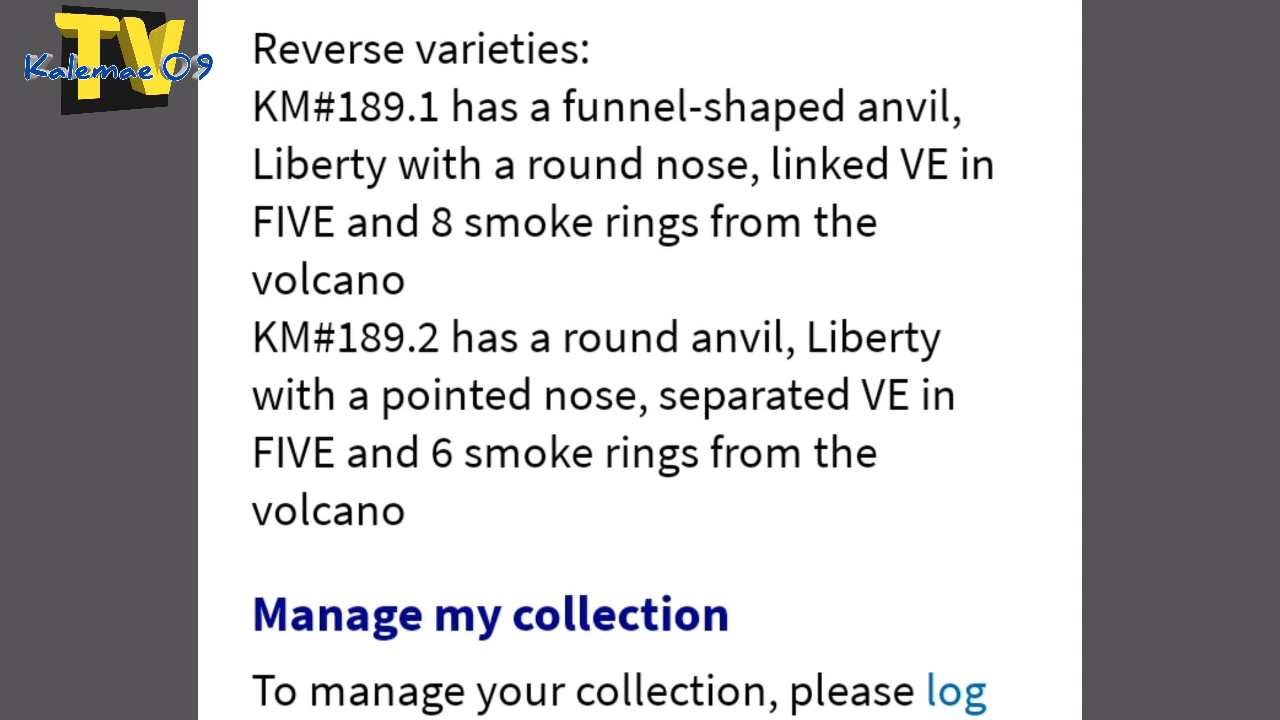 TV
Kalemae 09
Reverse varieties:
KM#189.1 has a funnel-shaped anvil,
Liberty with a round nose, linked VE in
FIVE and 8 smoke rings from the
volcano
KM#189.2 has a round anvil, Liberty
with a pointed nose, separated VE in
FIVE and 6 smoke rings from the
volcano
Manage my collection
To manage your collection, please log